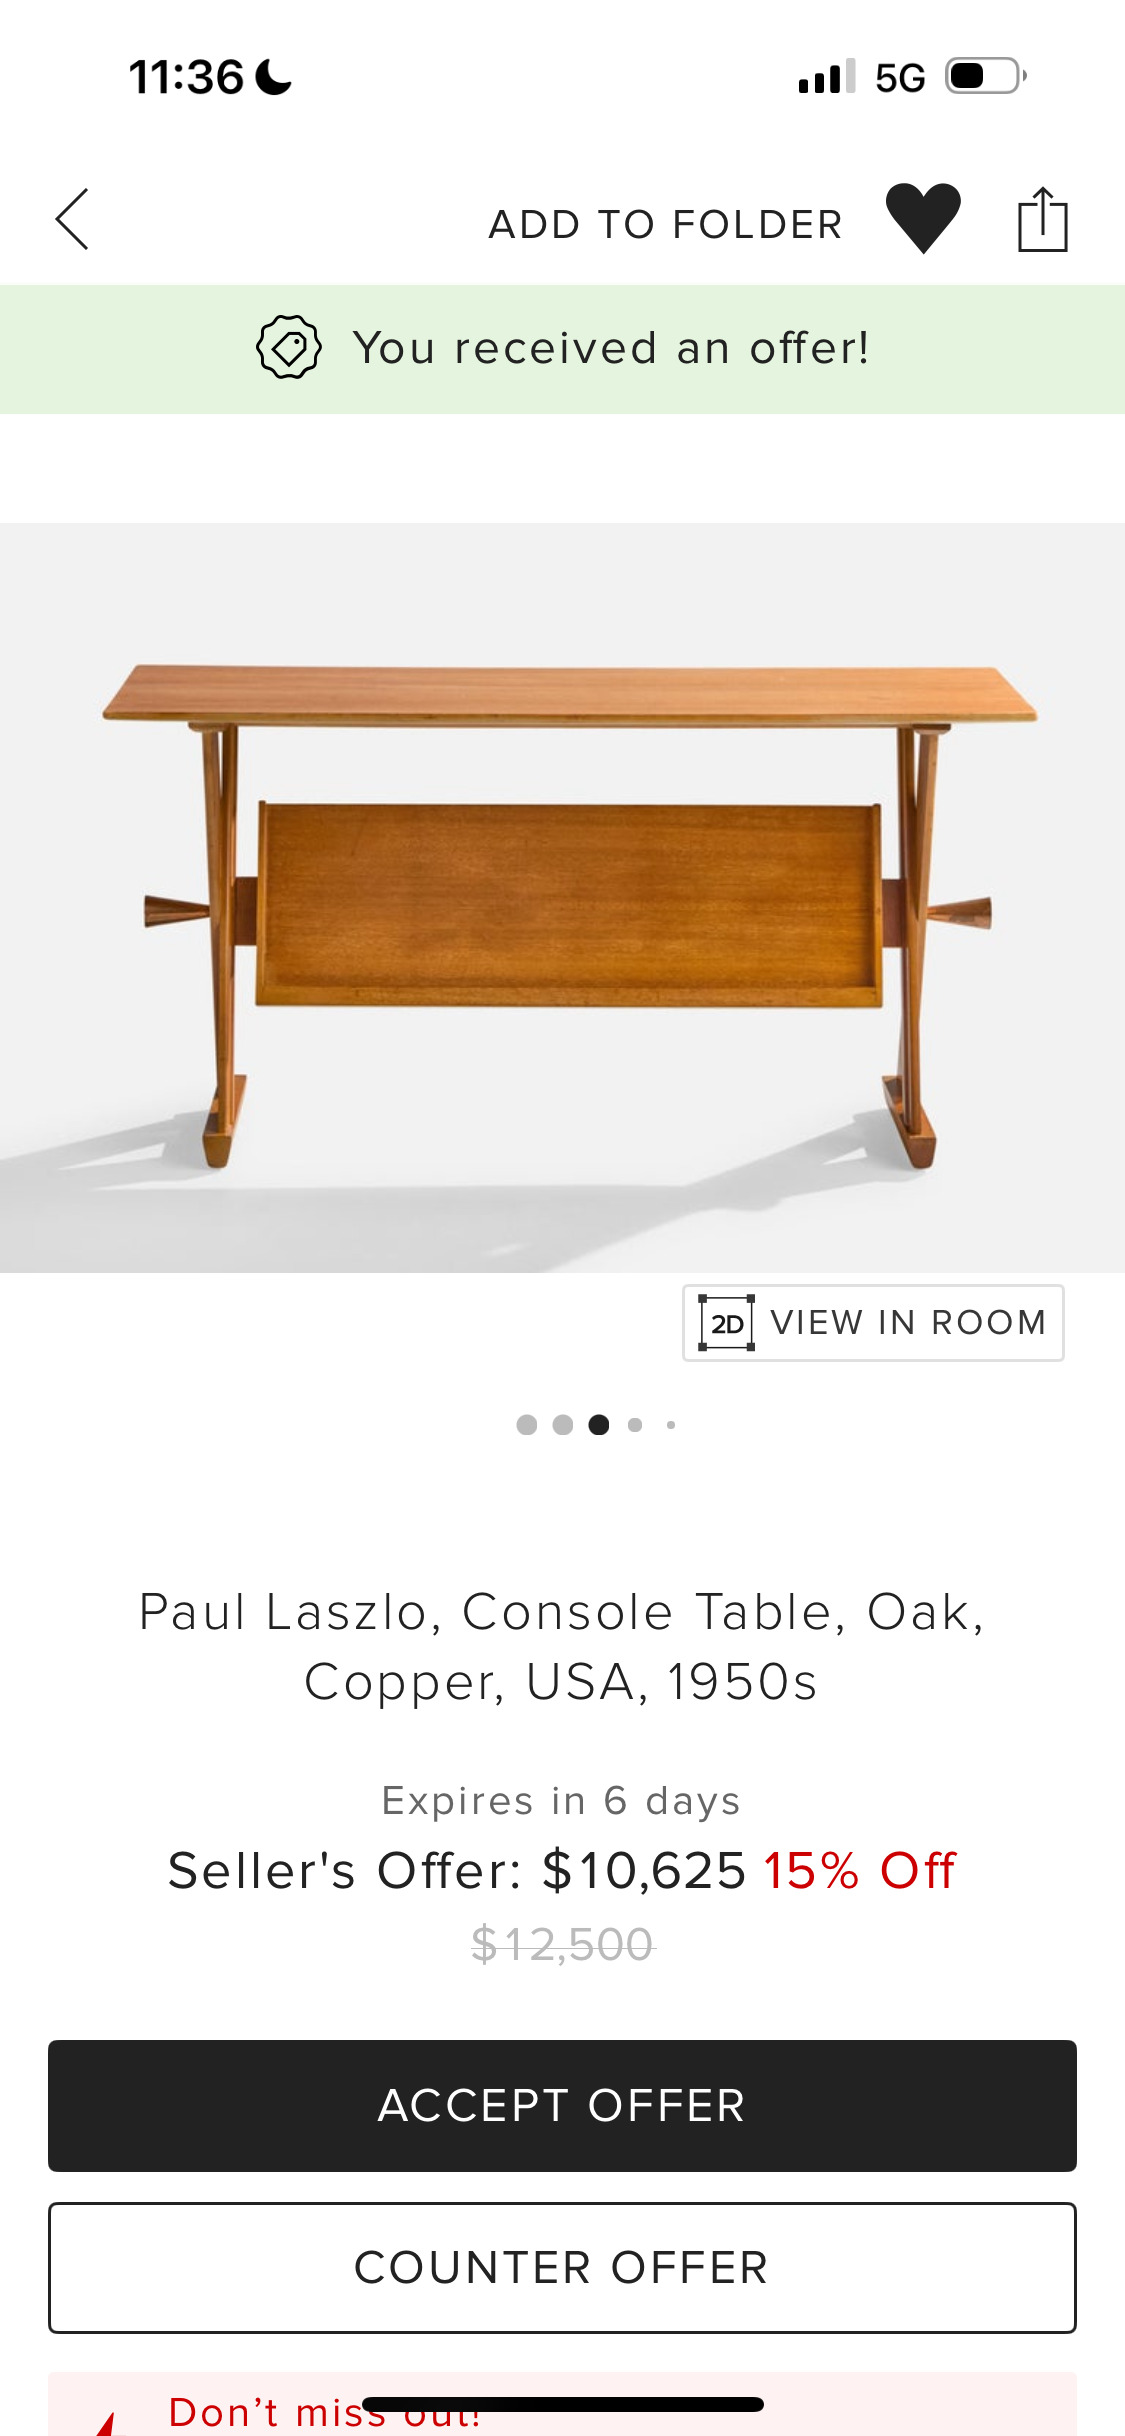 11:36
5G
ADD TO FOLDER
You received an offer!
2D VIEW IN ROOM
Paul Laszlo, Console Table, Oak,
Copper, USA, 1950s
Expires in 6 days
Seller's Offer: $10,625 15% Off
$12,500
ACCEPT OFFER
COUNTER OFFER
Don’t miss out!